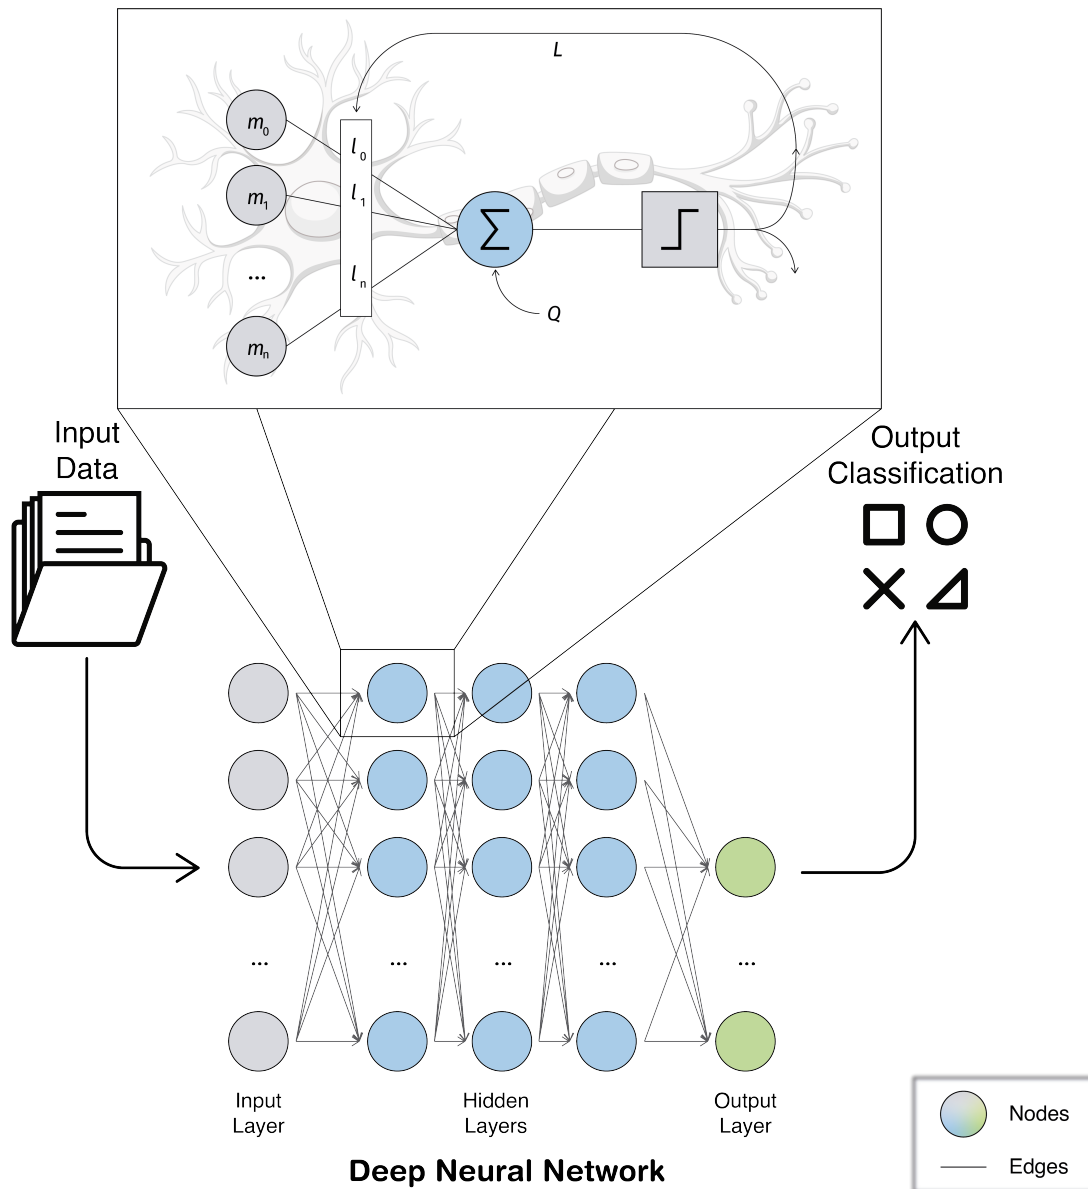 L
m0
l0
m1
l1
Σ
...
ln
Q
mn
Input
Data
Output
Classification
... ... ... ... ...
Input
Layer
Hidden
Layers
Output
Layer
Deep Neural Network
Nodes
Edges